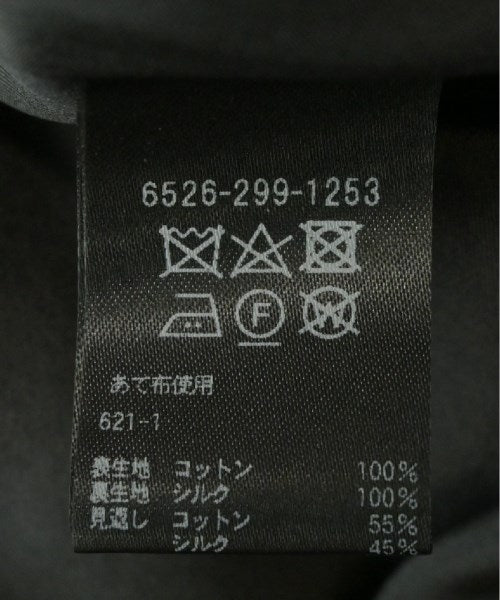 6526-299-1253
F
W
あて布使用
621-1
表生地 コットン 100%
裏生地 シルク 100%
見返し コットン 55%
シルク 45%